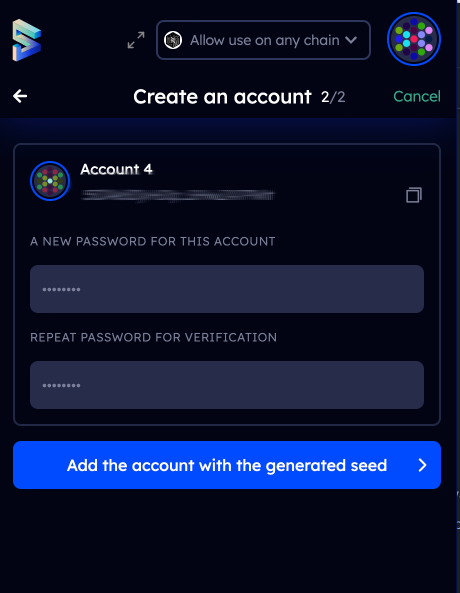 Allow use on any chain
Create an account 2/2 Cancel
Account 4
A NEW PASSWORD FOR THIS ACCOUNT
••••••••
REPEAT PASSWORD FOR VERIFICATION
••••••••
Add the account with the generated seed